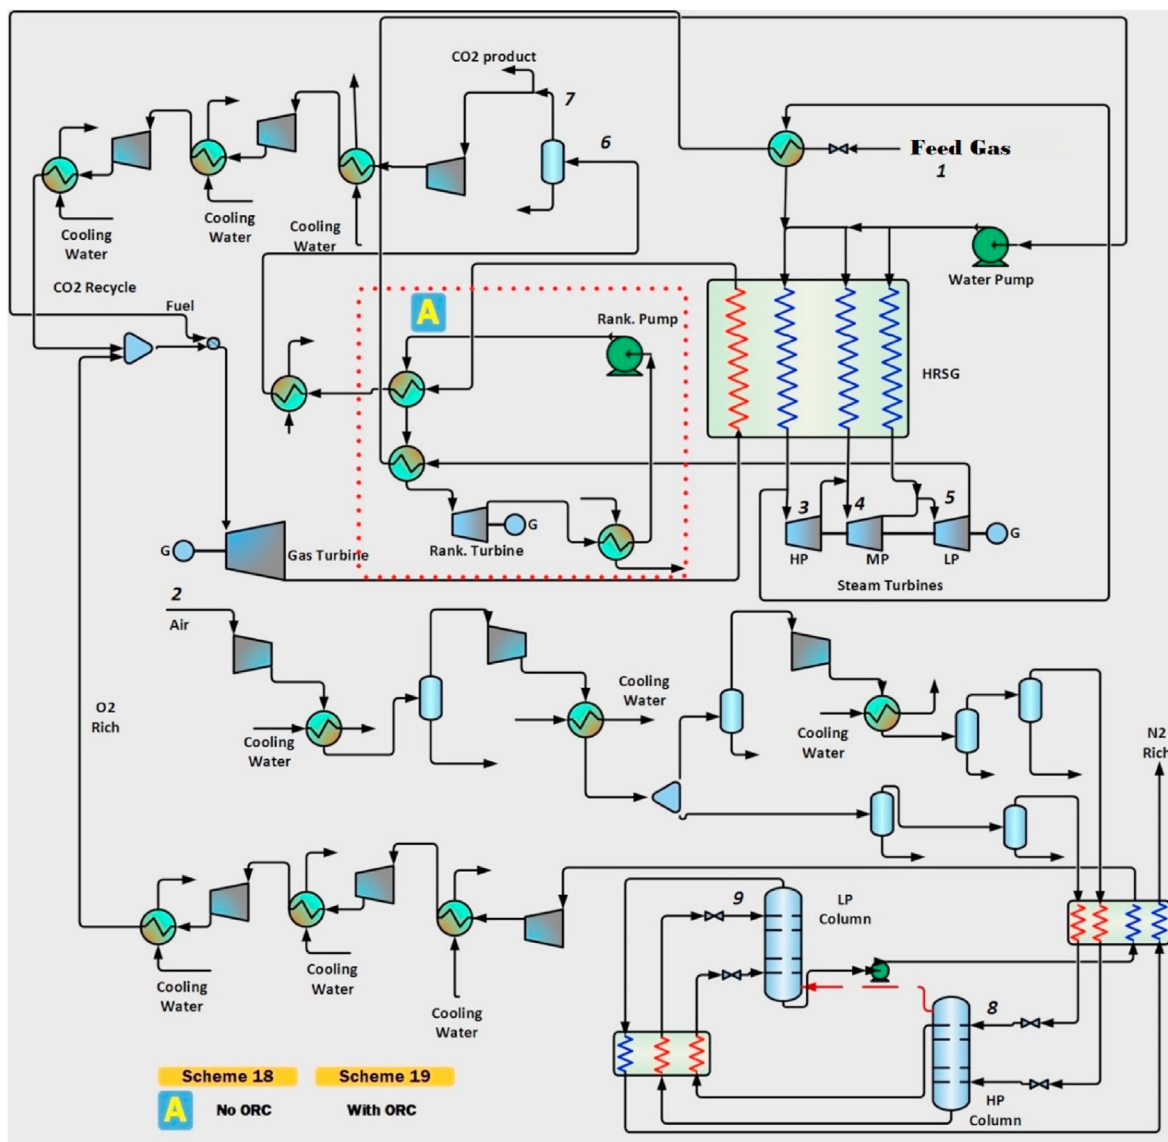 CO2 product
7
6
Feed Gas
1
Cooling
Water
Cooling
Water
Cooling
Water
Water Pump
CO2 Recycle
Fuel
A
Rank. Pump
HRSG
G
Gas Turbine
Rank. Turbine
G
3
4
5
HP
MP
LP
G
Steam Turbines
2
Air
O2
Rich
Cooling
Water
Cooling
Water
Cooling
Water
N2
Rich
Cooling
Water
Cooling
Water
Cooling
Water
9
LP
Column
8
HP
Column
Scheme 18
Scheme 19
A
No ORC
With ORC